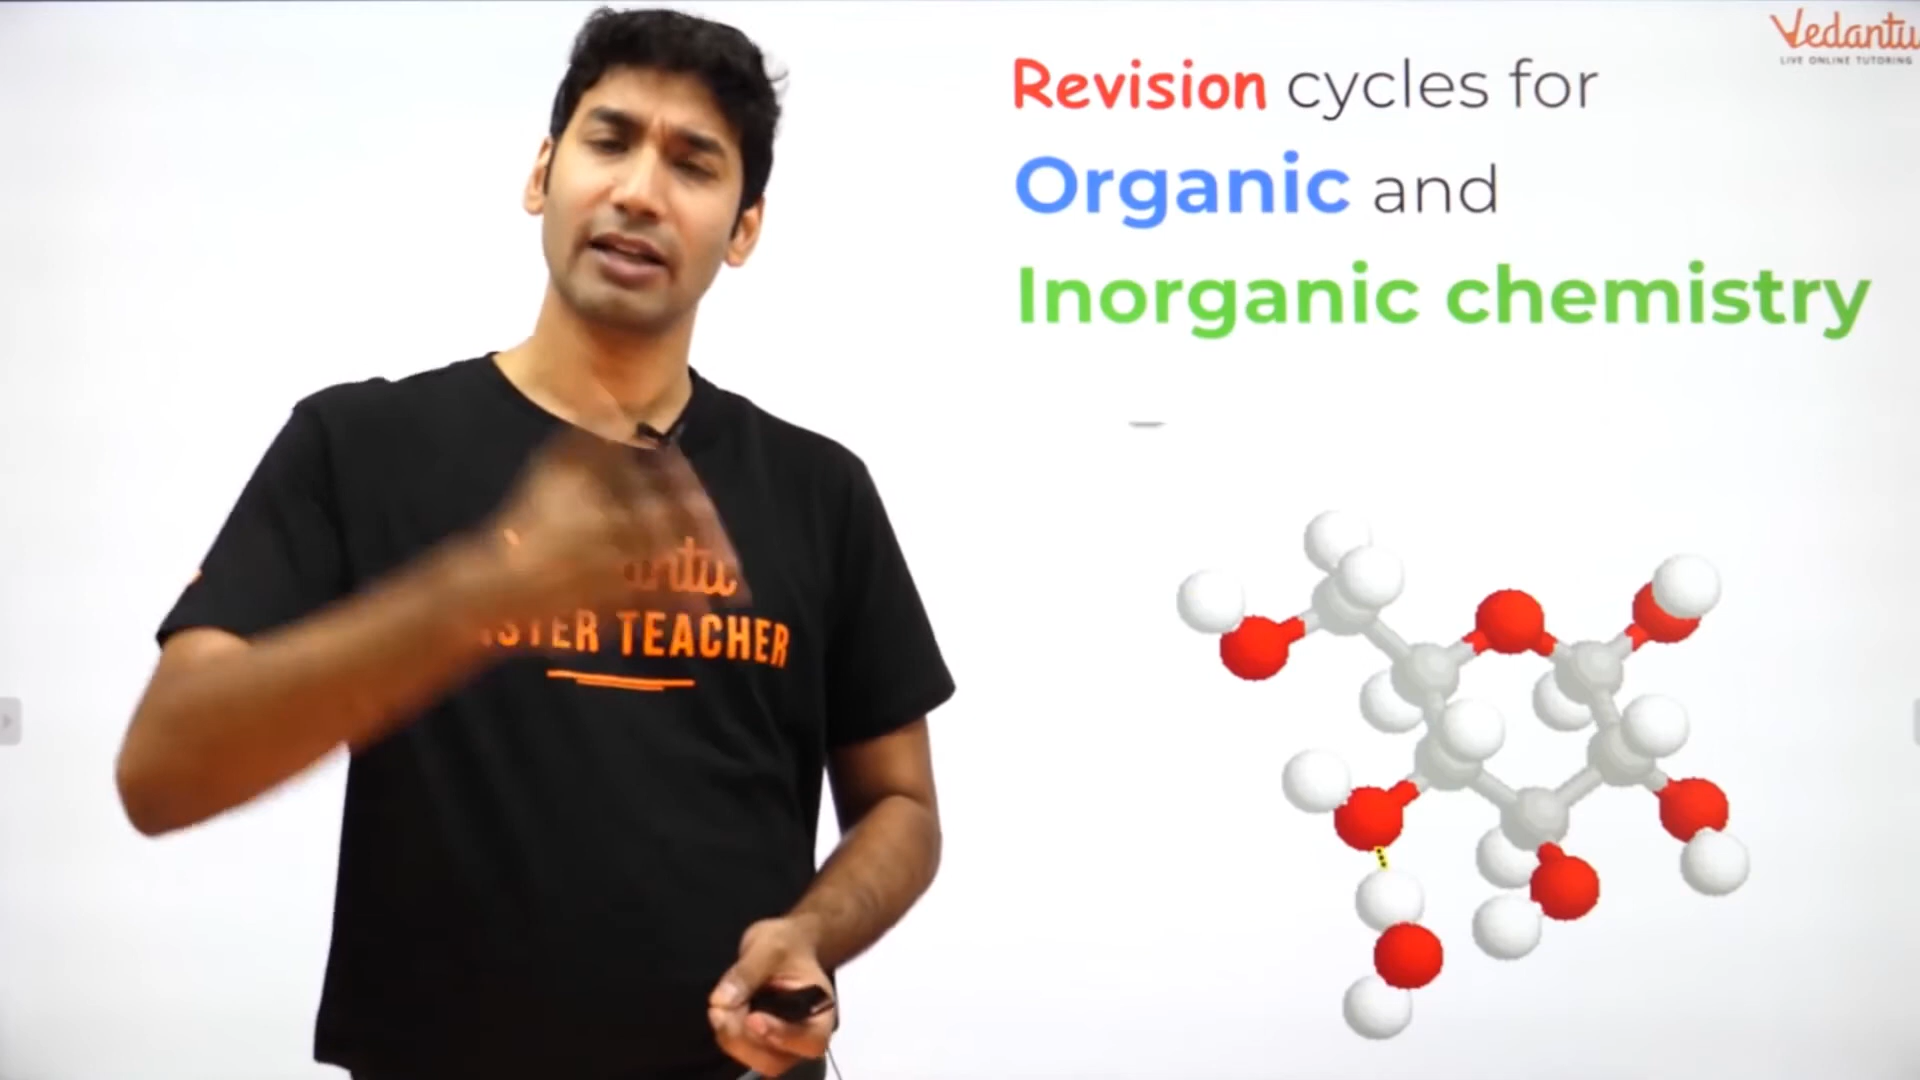 Vedantu
LIVE ONLINE TUTORING
Revision cycles for
Organic and
Inorganic chemistry
TEACHER